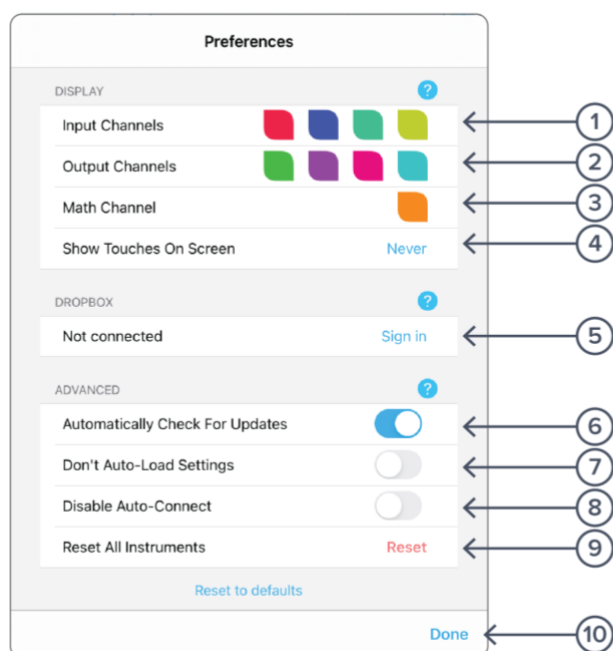 Preferences
DISPLAY ?
Input Channels 1
Output Channels 2
Math Channel 3
Show Touches On Screen Never 4
DROPBOX ?
Not connected Sign in 5
ADVANCED ?
Automatically Check For Updates 6
Don't Auto-Load Settings 7
Disable Auto-Connect 8
Reset All Instruments Reset 9
Reset to defaults
Done 10